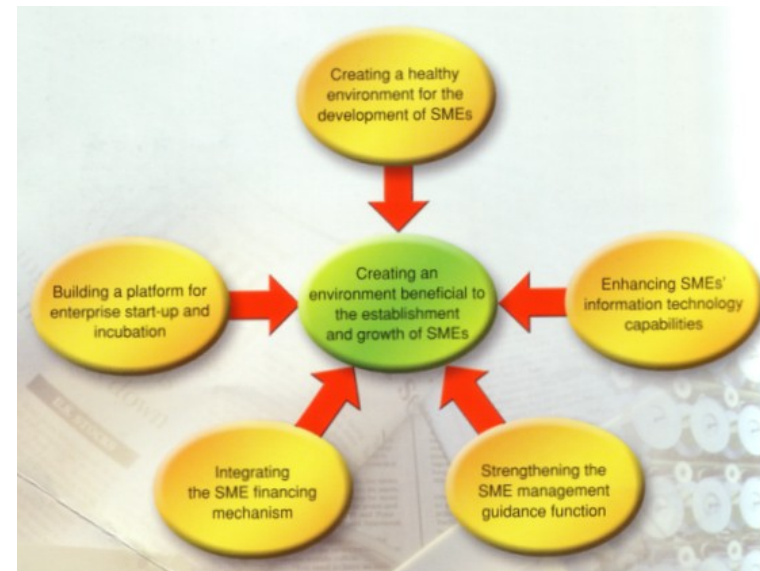 Creating a healthy
environment for the
development of SMEs
Building a platform for
enterprise start-up and
incubation
Creating an
environment beneficial to
the establishment
and growth of SMEs
Enhancing SMEs'
information technology
capabilities
Integrating
the SME financing
mechanism
Strengthening the
SME management
guidance function